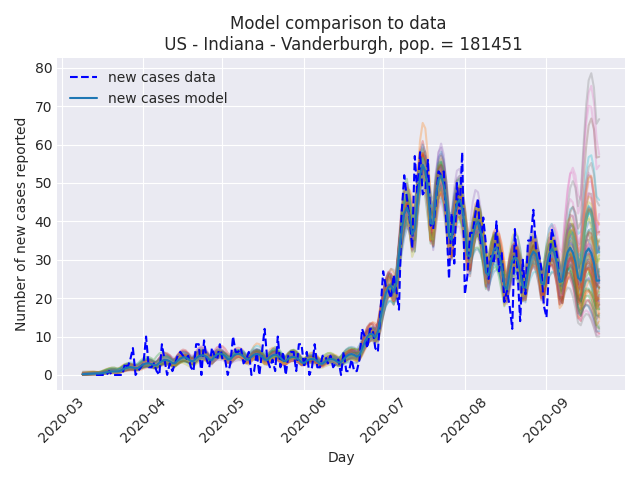 Model comparison to data
US - Indiana - Vanderburgh, pop. = 181451
new cases data
new cases model
Number of new cases reported
80
70
60
50
40
30
20
10
0
2020-03
2020-04
2020-05
2020-06
2020-07
2020-08
2020-09
Day